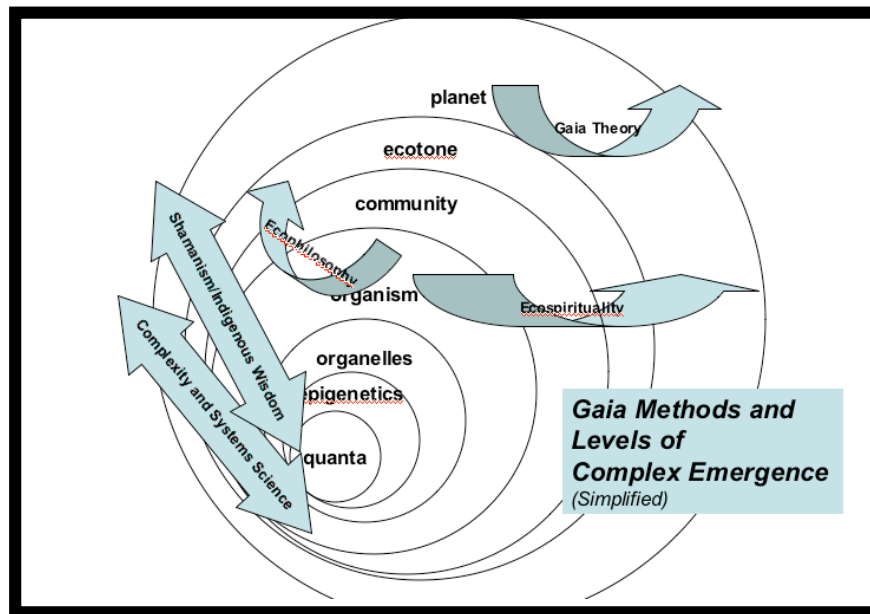 planet
Gaia Theory
ecotone
community
Ecophilosophy
organism
Ecospirituality
Shamanism/Indigenous Wisdom
Complexity and Systems Science
organelles
epigenetics
quanta
Gaia Methods and
Levels of
Complex Emergence
(Simplified)